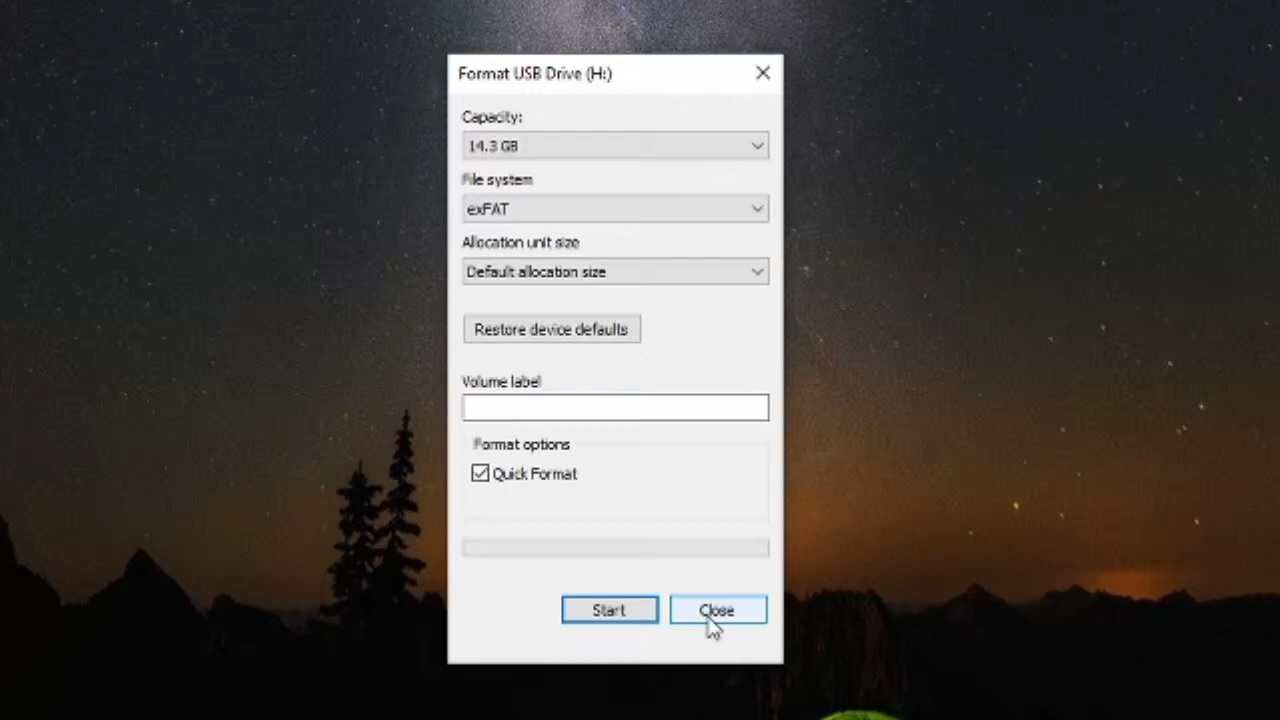 Format USB Drive (H:)
Capacity:
14.3 GB
File system
exFAT
Allocation unit size
Default allocation size
Restore device defaults
Volume label
Format options
Quick Format
Start
Close